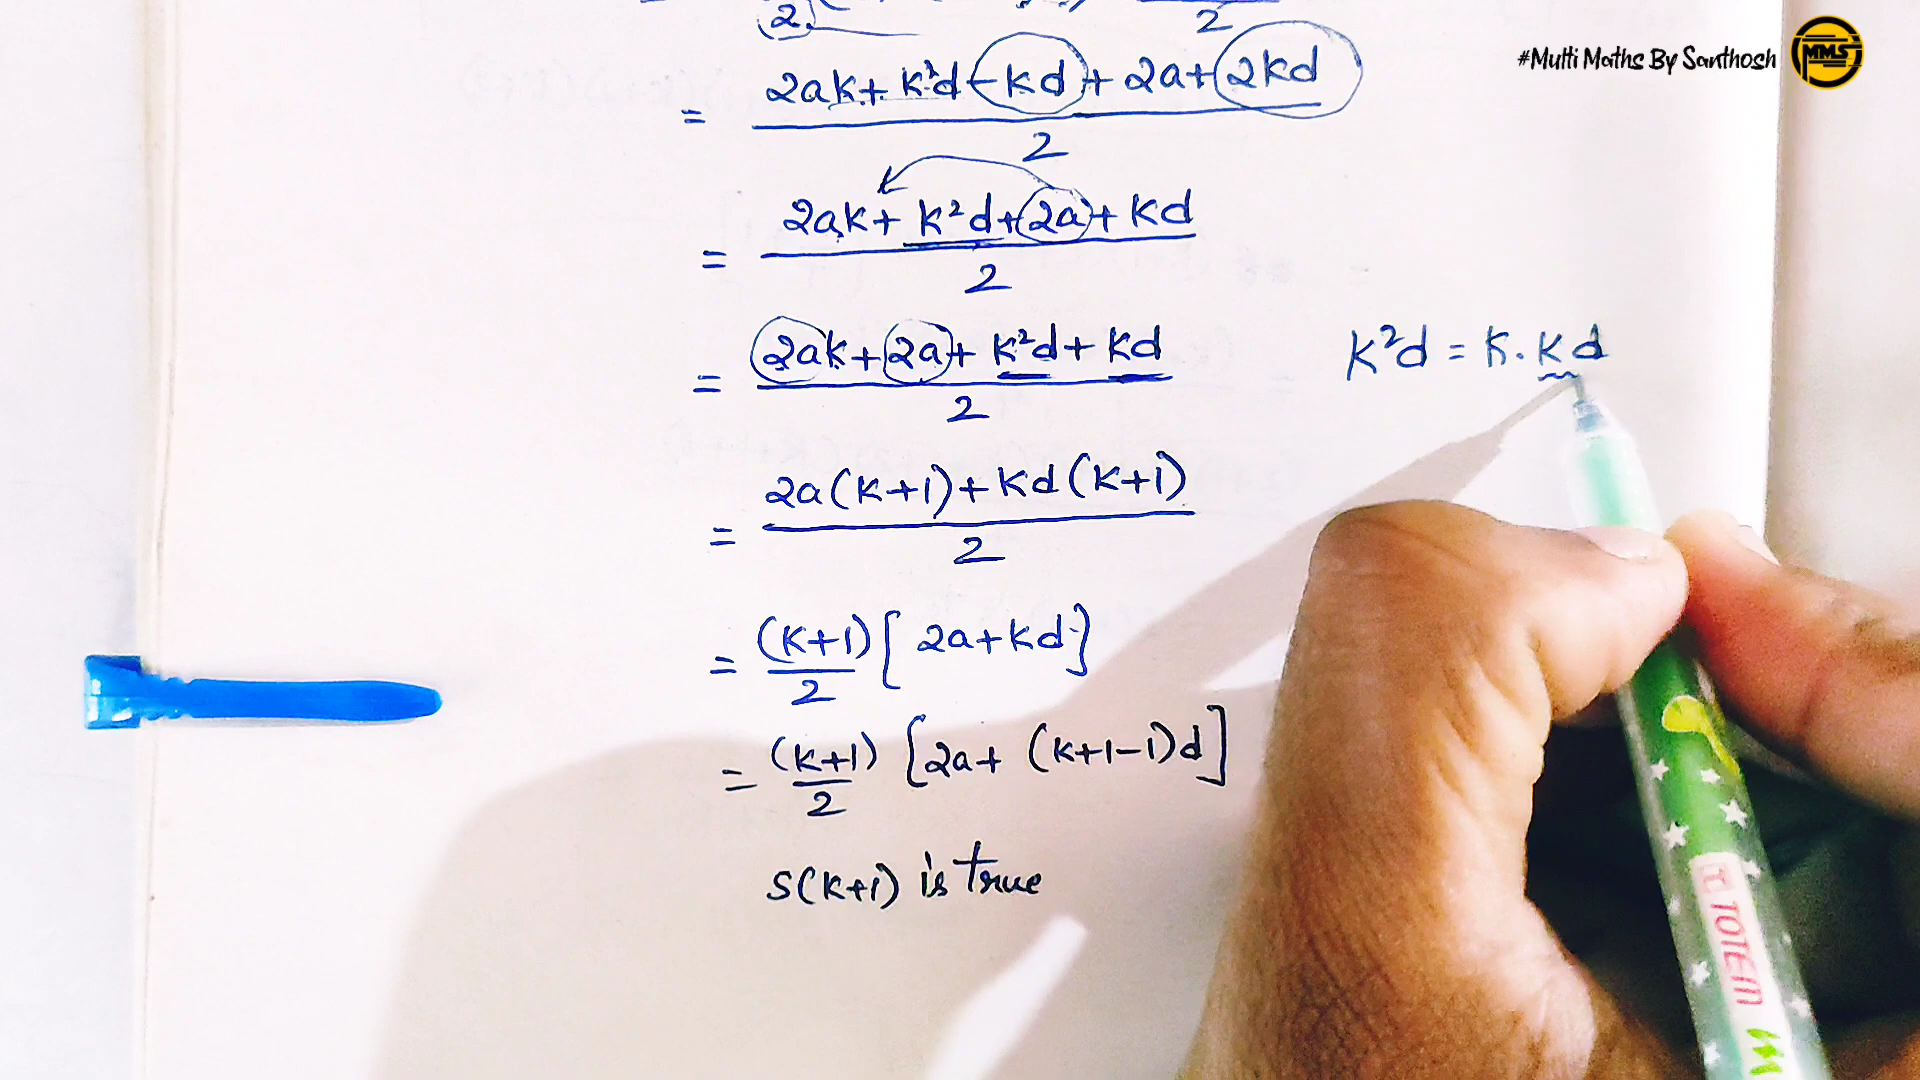 #Multi Maths By Santhosh
MMS
2
2
= 2ak + k²d - kd + 2a + 2kd
2
= 2ak + k²d + 2a + kd
2
= 2ak + 2a + k²d + kd
2
k²d = k . kd
= 2a(k+1) + kd(k+1)
2
= (k+1) [ 2a + kd ]
2
= (k+1) [ 2a + (k+1-1)d ]
2
S(k+1) is true
TOTEM